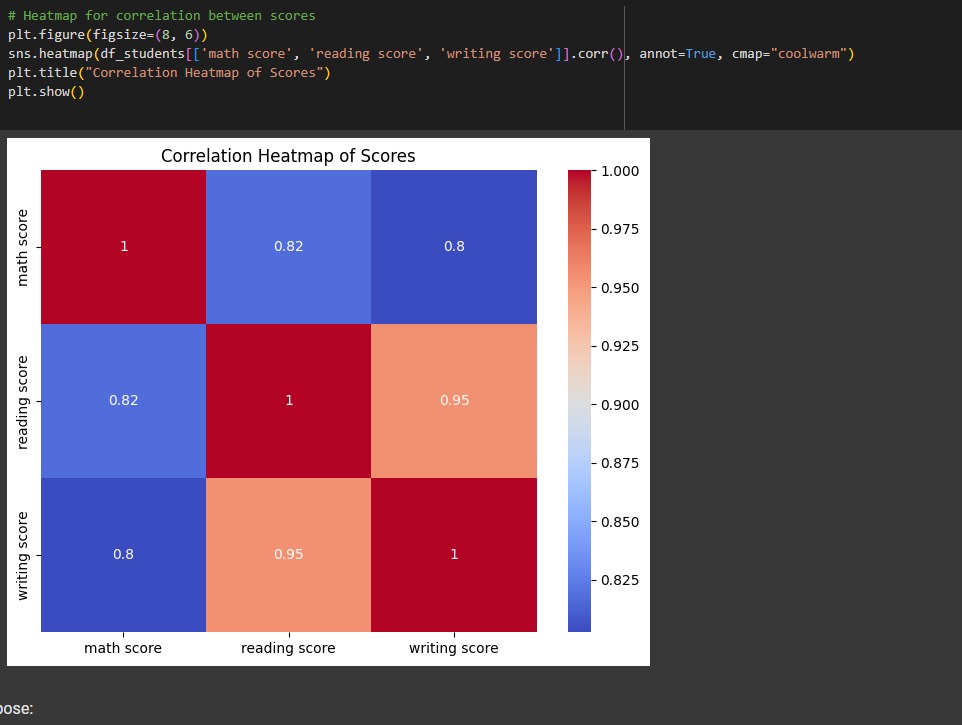 # Heatmap for correlation between scores
plt.figure(figsize=(8, 6))
sns.heatmap(df_students[['math score', 'reading score', 'writing score']].corr(), annot=True, cmap="coolwarm")
plt.title("Correlation Heatmap of Scores")
plt.show()
Correlation Heatmap of Scores
1.000
0.975
0.950
0.925
0.900
0.875
0.850
0.825
math score
1
0.82
0.8
reading score
0.82
1
0.95
writing score
0.8
0.95
1
math score
reading score
writing score
pose: